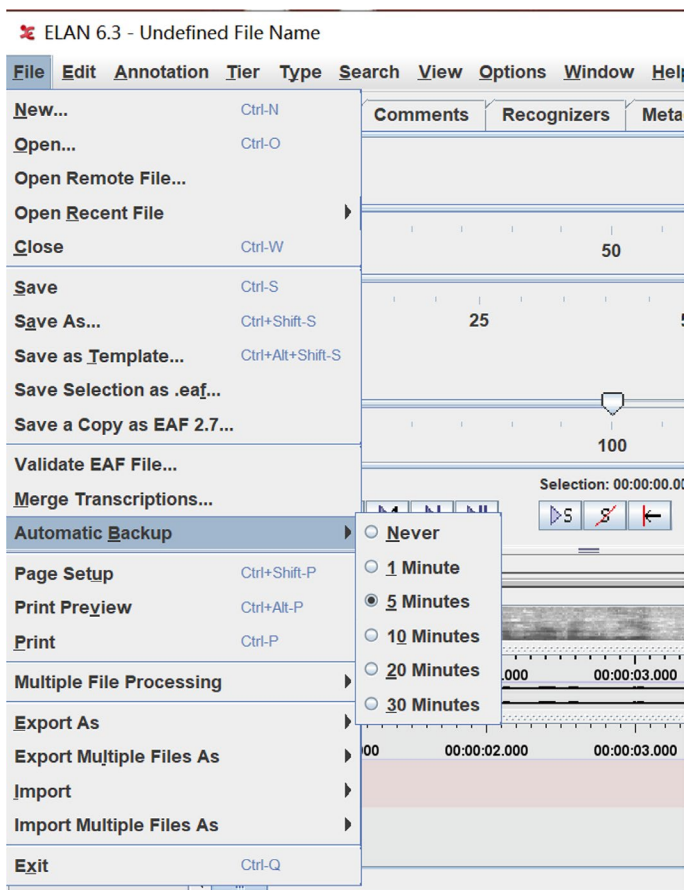 ELAN 6.3 - Undefined File Name
File Edit Annotation Tier Type Search View Options Window Help
New... Ctrl-N
Comments Recognizers Meta
Open... Ctrl-O
Open Remote File...
Open Recent File
Close Ctrl-W
50
Save Ctrl-S
Save As... Ctrl+Shift-S
25
Save as Template... Ctrl+Alt+Shift-S
Save Selection as .eaf...
Save a Copy as EAF 2.7...
100
Validate EAF File...
Selection: 00:00:00.00
Merge Transcriptions...
S S
Automatic Backup
Never
1 Minute
5 Minutes
10 Minutes
20 Minutes
30 Minutes
Page Setup Ctrl+Shift-P
Print Preview Ctrl+Alt-P
Print Ctrl-P
Multiple File Processing
.000 00:00:03.000
Export As
Export Multiple Files As
000 00:00:02.000 00:00:03.000
Import
Import Multiple Files As
Exit Ctrl-Q